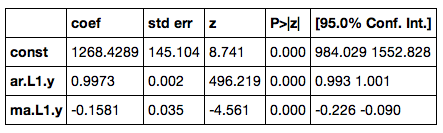 coef std err z P>|z| [95.0% Conf. Int.]
const 1268.4289 145.104 8.741 0.000 984.029 1552.828
ar.L1.y 0.9973 0.002 496.219 0.000 0.993 1.001
ma.L1.y -0.1581 0.035 -4.561 0.000 -0.226 -0.090